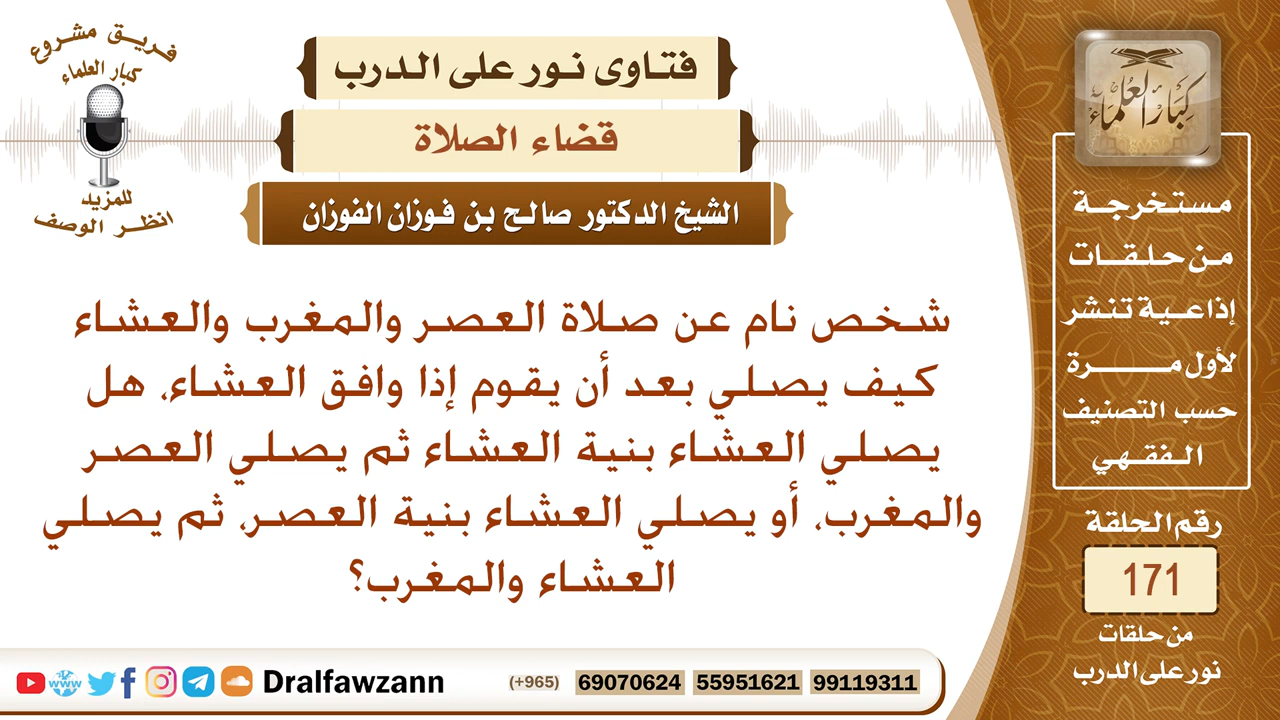 فريق مشروع
كبار العلماء
للمزيد
انظر الوصف
فتاوى نور على الدرب
قضاء الصلاة
الشيخ الدكتور صالح بن فوزان الفوزان
شخص نام عن صلاة العصر والمغرب والعشاء
كيف يصلي بعد أن يقوم إذا وافق العشاء، هل
يصلي العشاء بنية العشاء ثم يصلي العصر
والمغرب، أو يصلي العشاء بنية العصر، ثم يصلي
العشاء والمغرب؟
كبار العلماء
مستخرجة
من حلقات
إذاعية تنشر
لأول مرة
حسب التصنيف
الفقهي
رقم الحلقة
171
من حلقات
نور على الدرب
www Dralfawzann (+965) 69070624 55951621 99119311